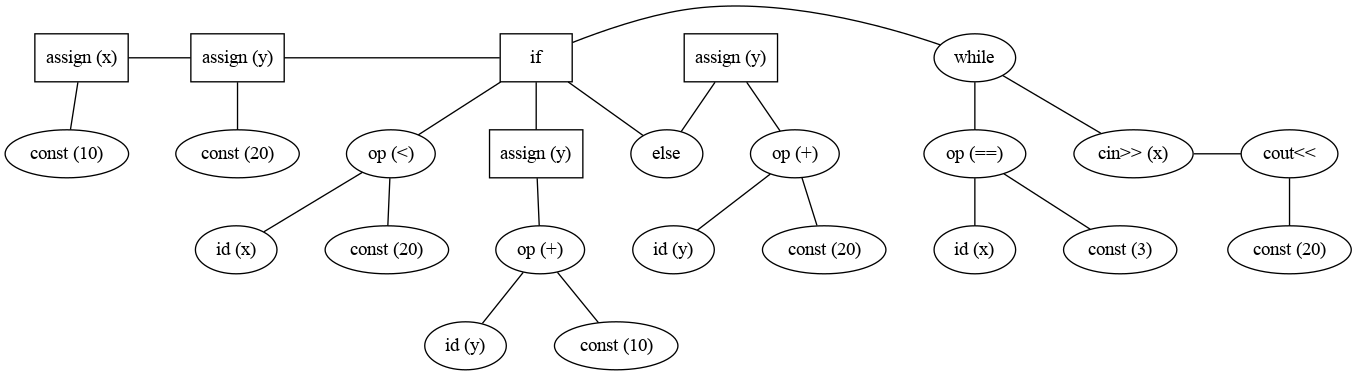 assign (x)
assign (y)
if
assign (y)
while
const (10)
const (20)
op (<)
assign (y)
else
op (+)
op (==)
cin>> (x)
cout<<
id (x)
const (20)
op (+)
id (y)
const (20)
id (x)
const (3)
const (20)
id (y)
const (10)